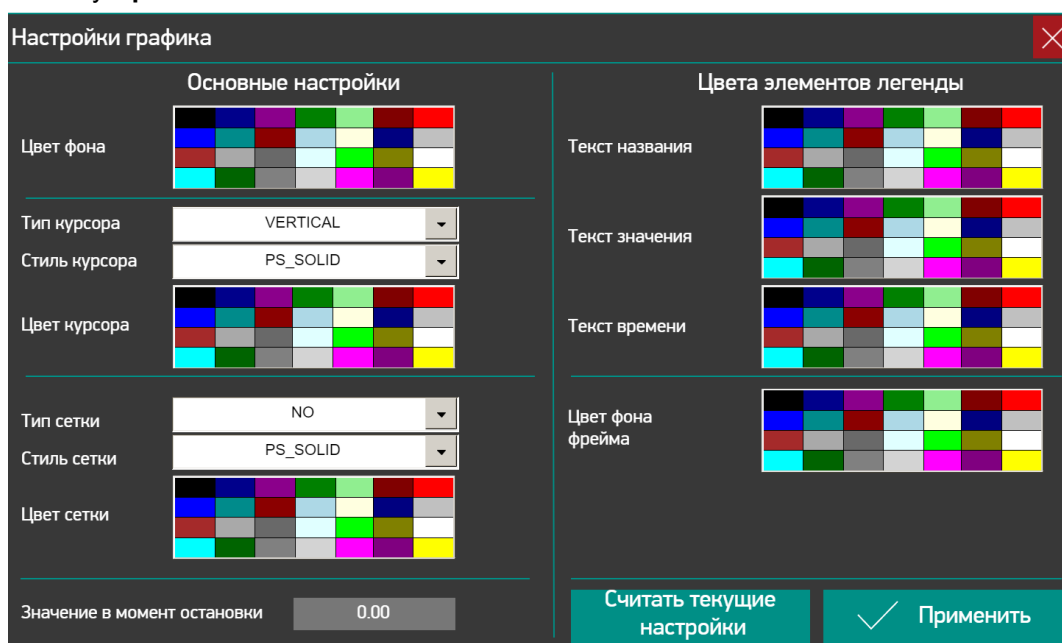 Настройки графика
Основные настройки
Цвет фона
Тип курсора
VERTICAL
Стиль курсора
PS_SOLID
Цвет курсора
Тип сетки
NO
Стиль сетки
PS_SOLID
Цвет сетки
Значение в момент остановки
0.00
Цвета элементов легенды
Текст названия
Текст значения
Текст времени
Цвет фона
фрейма
Считать текущие
настройки
Применить